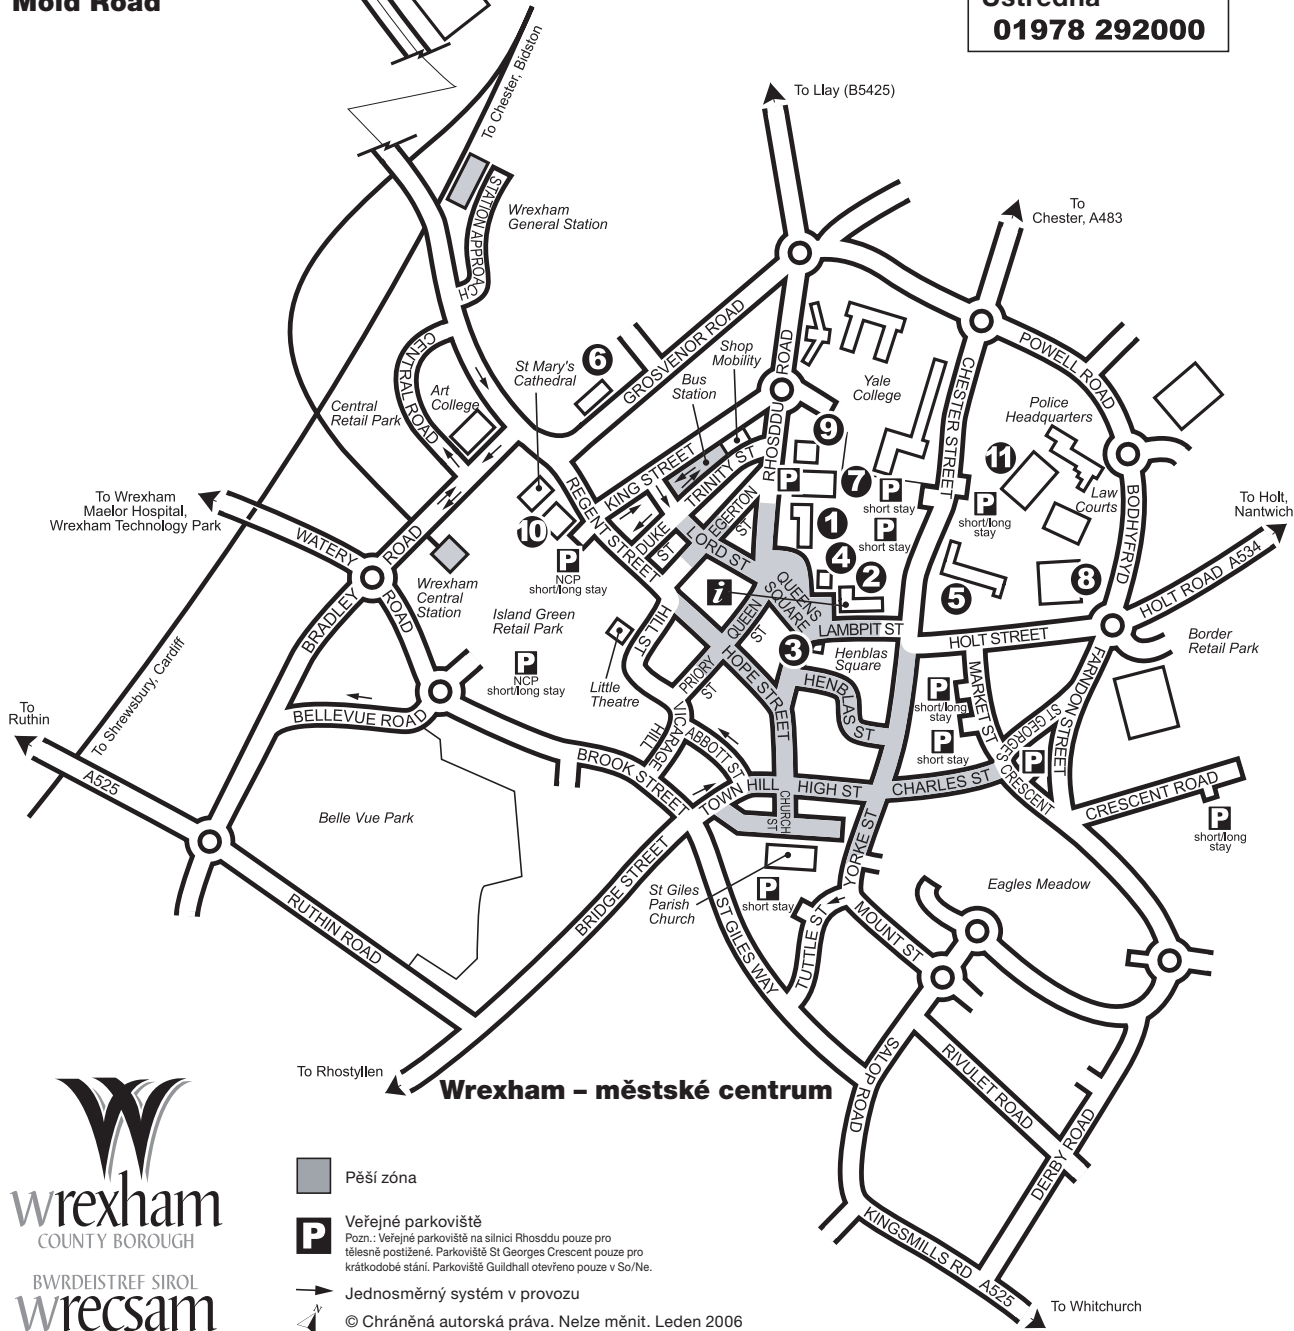 Mold Road
Ústředna
01978 292000
To Chester, Bidston
To Llay (B5425)
To
Chester, A483
STATION APPROACH
Wrexham
General Station
GROSVENOR ROAD
RHOSDDU ROAD
Shop
Mobility
Bus
Station
St Mary's
Cathedral
6
CENTRAL ROAD
Art
College
Central
Retail Park
Yale
College
CHESTER STREET
POWELL ROAD
Police
Headquarters
11
Law
Courts
BODHYFRYD
To Holt,
Nantwich
HOLT ROAD A534
To Wrexham
Maelor Hospital,
Wrexham Technology Park
WATERY ROAD
KING STREET
TRINITY ST
REGENT STREET
DUKE ST
EGERTON ST
LORD ST
9
P
7
P
short stay
P
short stay
P
short/long
stay
10
P
NCP
short/long stay
1
4
2
5
8
Wrexham
Central
Station
Island Green
Retail Park
BRADLEY ROAD
i
QUEENS SQUARE
QUEEN ST
LAMBPIT ST
HOLT STREET
Border
Retail Park
3
Henblas
Square
HILL ST
HOPE STREET
HENBLAS ST
PRIORY ST
MARKET ST
FARNDON STREET
ST GEORGES CRESCENT
P
NCP
short/long stay
Little
Theatre
P
short/long
stay
P
short stay
P
To
Ruthin
To Shrewsbury, Cardiff
BELLEVUE ROAD
VICARAGE HILL
ABBOTT ST
BROOK STREET
A525
TOWN HILL
HIGH ST
CHARLES ST
CHURCH ST
YORKE ST
CRESCENT ROAD
P
short/long
stay
Belle Vue Park
BRIDGE STREET
St Giles
Parish
Church
P
short stay
Eagles Meadow
RUTHIN ROAD
ST GILES WAY
TUTTLE ST
MOUNT ST
SALOP ROAD
RIVULET ROAD
DERBY ROAD
To Rhostyllen
Wrexham – městské centrum
KINGSMILLS RD
A525
To Whitchurch
wrexham
COUNTY BOROUGH
BWRDEISTREF SIROL
wrecsam
Pěší zóna
P
Veřejné parkoviště
Pozn.: Veřejné parkoviště na silnici Rhosddu pouze pro
tělesně postižené. Parkoviště St Georges Crescent pouze pro
krátkodobé stání. Parkoviště Guildhall otevřeno pouze v So/Ne.
Jednosměrný systém v provozu
N
© Chráněná autorská práva. Nelze měnit. Leden 2006